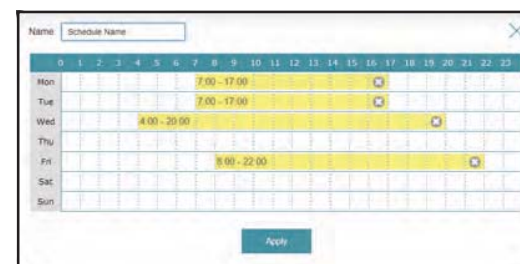 Name Schedule Name
0 1 2 3 4 5 6 7 8 9 10 11 12 13 14 15 16 17 18 19 20 21 22 23
Mon 7:00 - 17:00
Tue 7:00 - 17:00
Wed 4:00 - 20:00
Thu
Fri 8:00 - 22:00
Sat
Sun
Apply